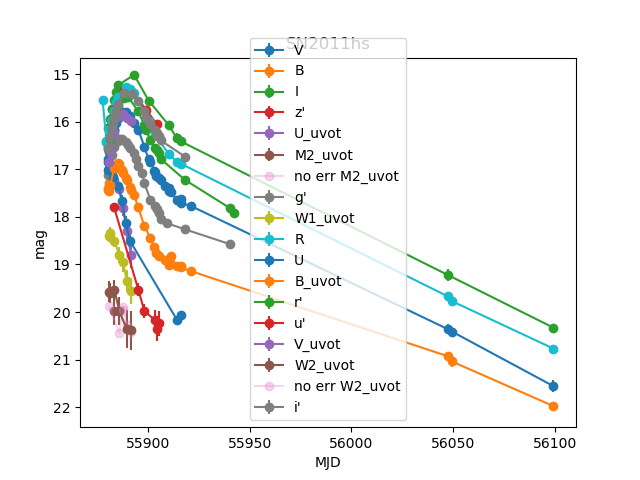 SN2011hs
V
B
I
z'
U_uvot
M2_uvot
no err M2_uvot
g'
W1_uvot
R
U
B_uvot
r'
u'
V_uvot
W2_uvot
no err W2_uvot
i'
mag
15
16
17
18
19
20
21
22
55900 55950 56000 56050 56100
MJD